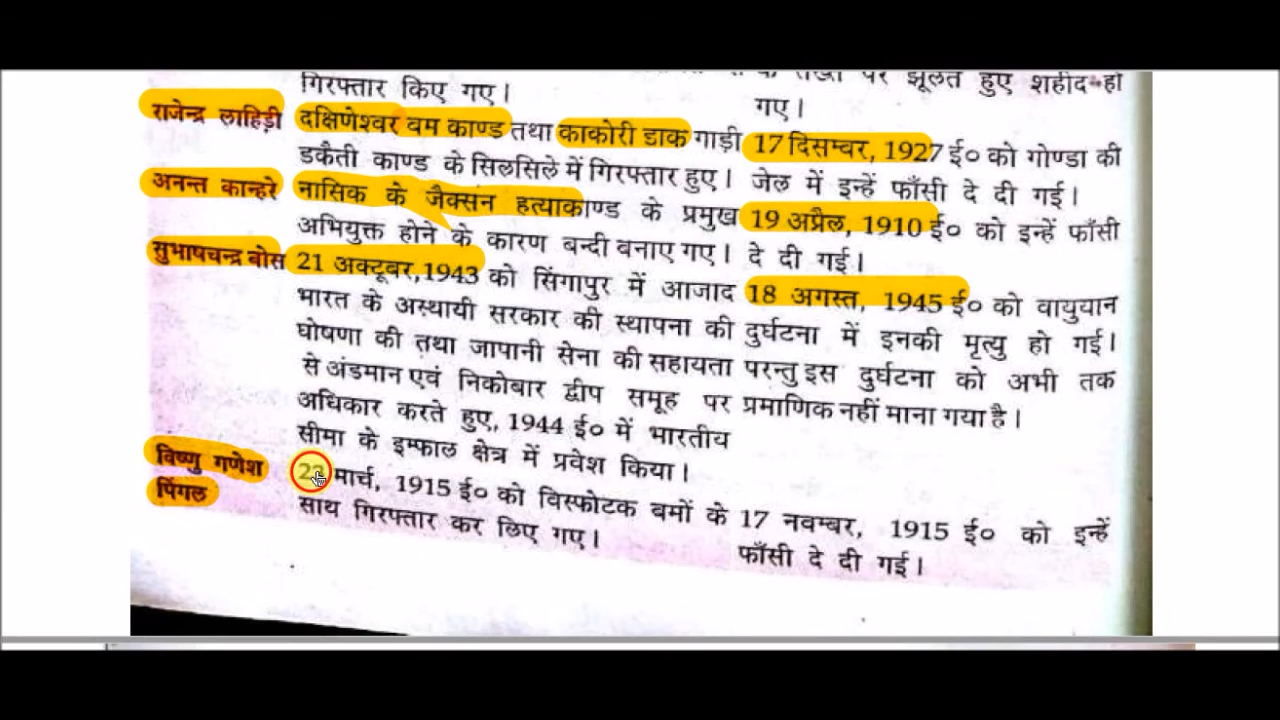 पर झूलते हुए शहीद हो
गिरफ्तार किए गए। गए।
राजेन्द्र लाहिड़ी दक्षिणेश्वर बम काण्ड तथा काकोरी डाक गाड़ी 17 दिसम्बर, 1927 ई० को गोण्डा की
डकैती काण्ड के सिलसिले में गिरफ्तार हुए। जेल में इन्हें फाँसी दे दी गई।
अनन्त कान्हरे नासिक के जैक्सन हत्याकाण्ड के प्रमुख 19 अप्रैल, 1910 ई० को इन्हें फाँसी
अभियुक्त होने के कारण बन्दी बनाए गए। दे दी गई।
सुभाषचन्द्र बोस 21 अक्टूबर,1943 को सिंगापुर में आजाद 18 अगस्त, 1945 ई० को वायुयान
भारत के अस्थायी सरकार की स्थापना की दुर्घटना में इनकी मृत्यु हो गई।
घोषणा की तथा जापानी सेना की सहायता परन्तु इस दुर्घटना को अभी तक
से अंडमान एवं निकोबार द्वीप समूह पर प्रमाणिक नहीं माना गया है।
अधिकार करते हुए, 1944 ई० में भारतीय
सीमा के इम्फाल क्षेत्र में प्रवेश किया।
विष्णु गणेश मार्च, 1915 ई० को विस्फोटक बमों के 17 नवम्बर, 1915 ई० को इन्हें
पिंगल साथ गिरफ्तार कर लिए गए। फाँसी दे दी गई।